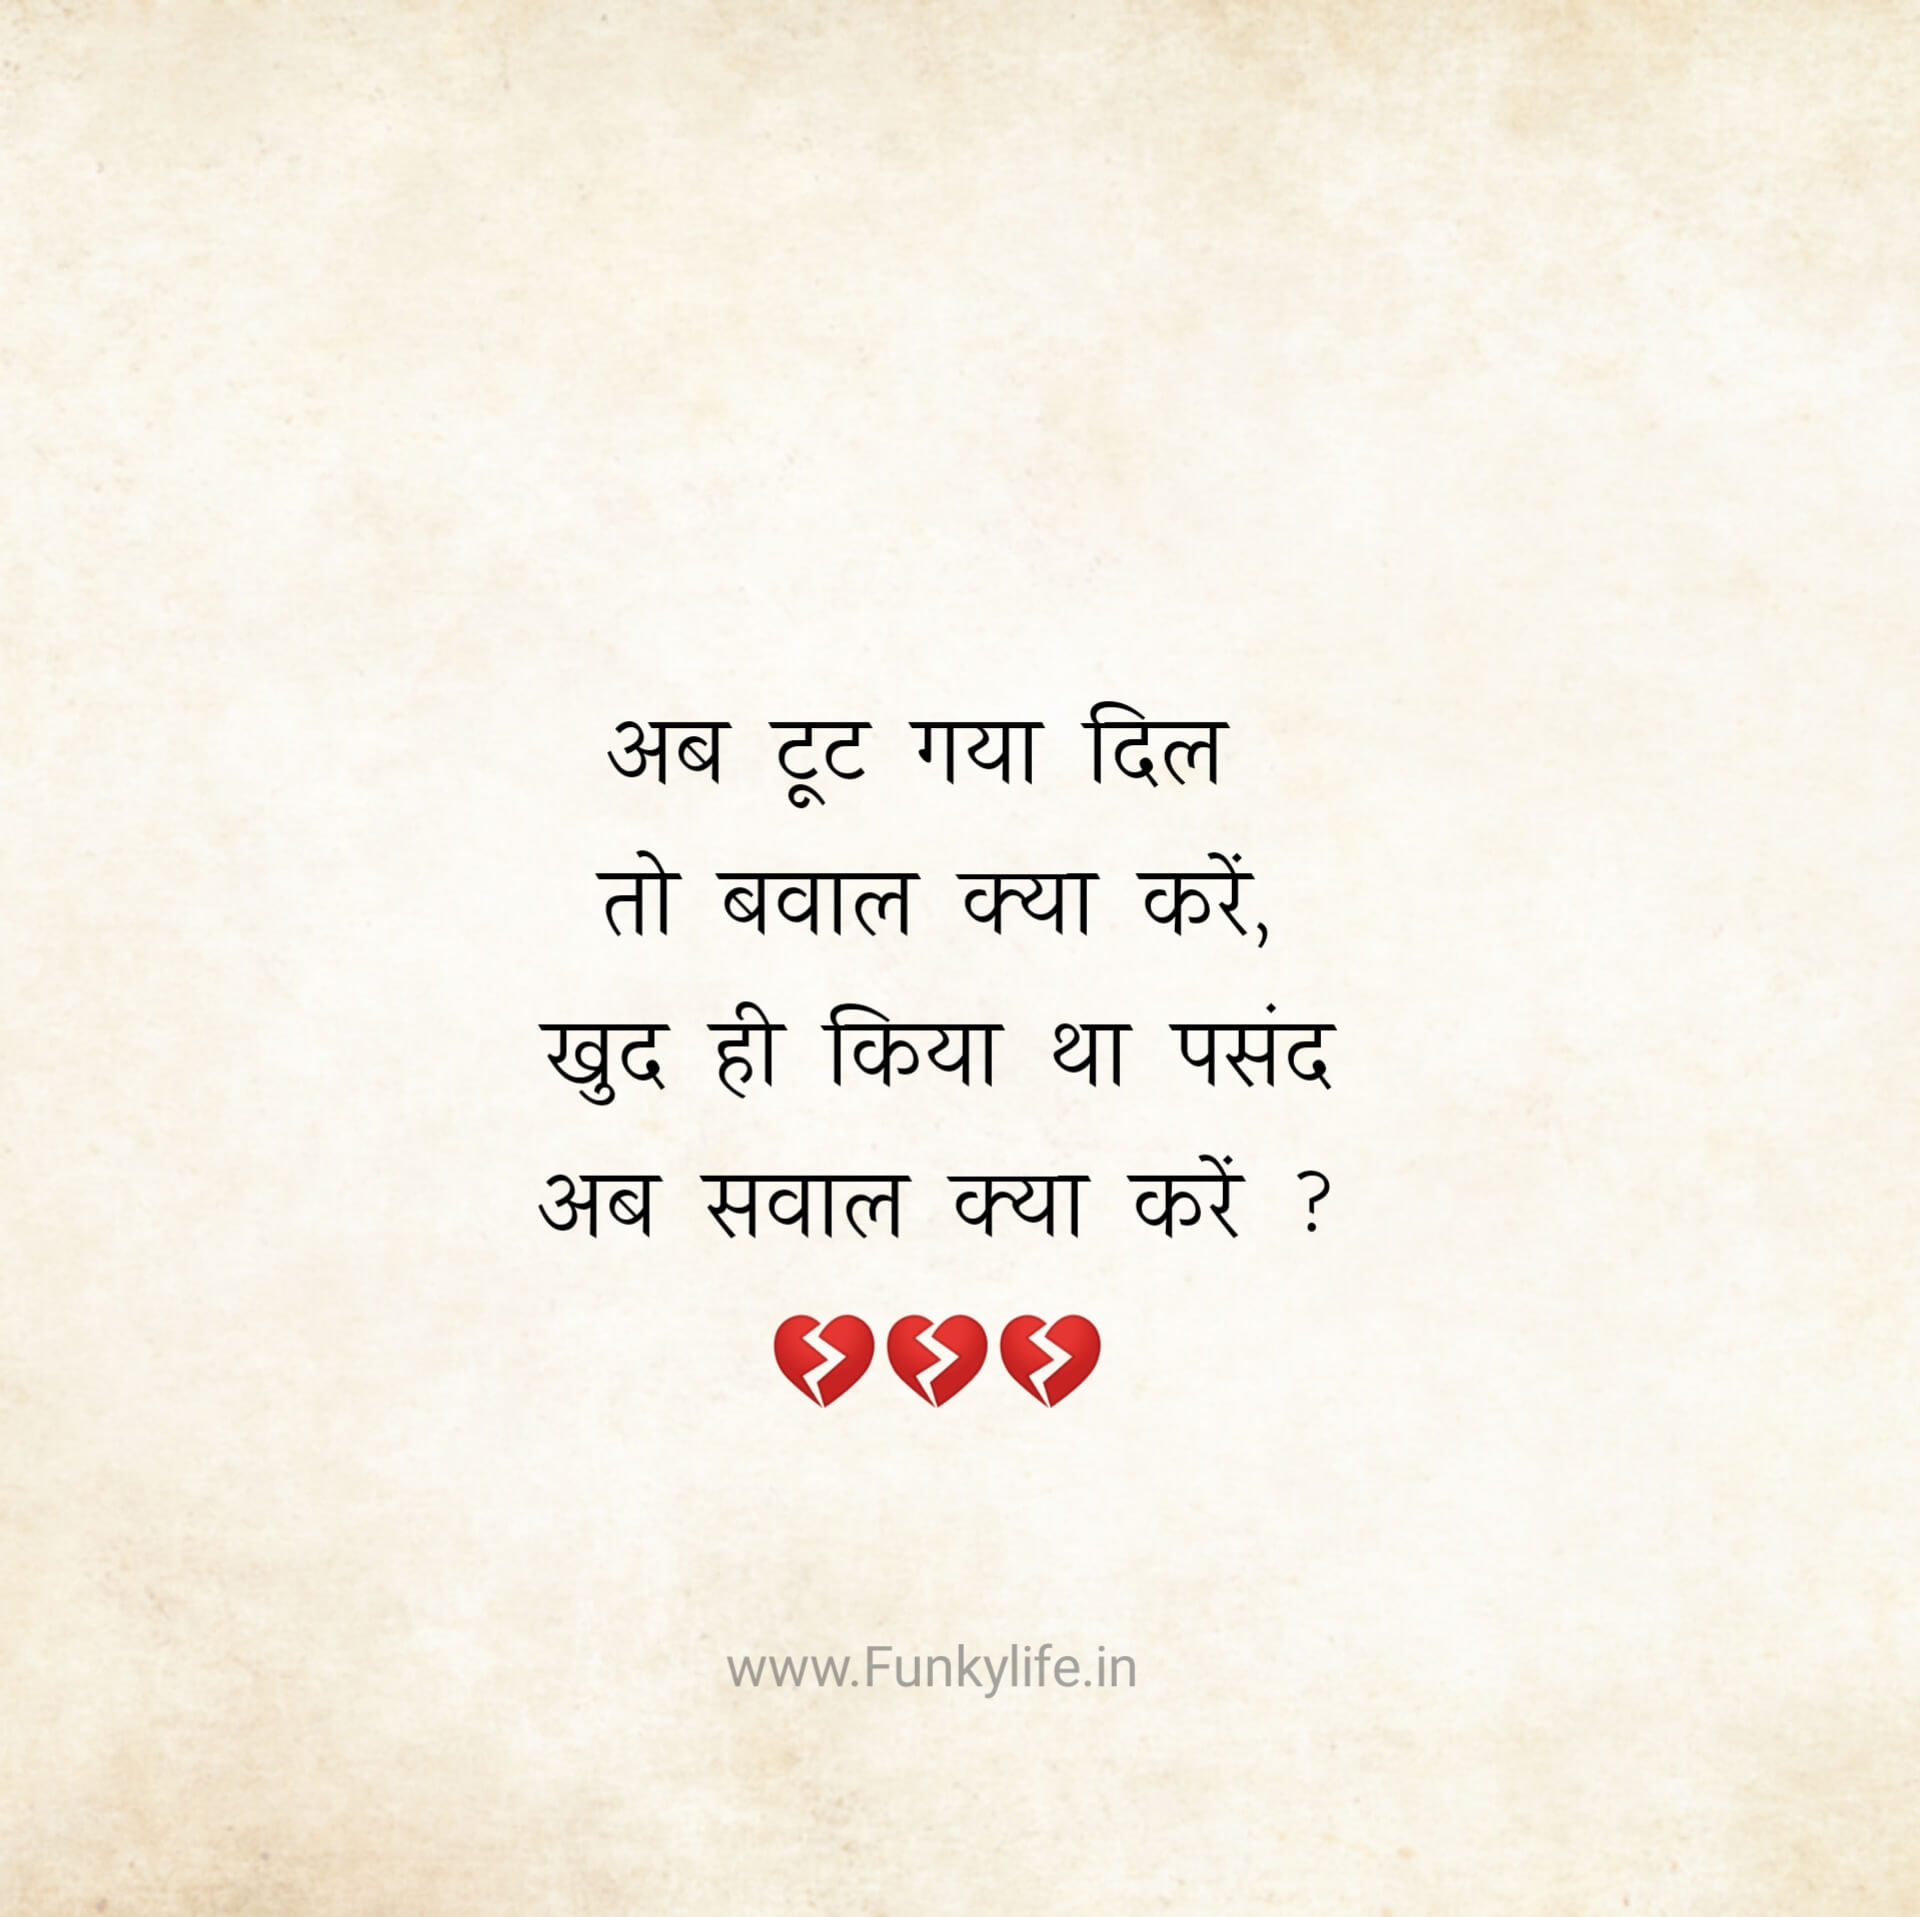 अब टूट गया दिल
तो बवाल क्या करें,
खुद ही किया था पसंद
अब सवाल क्या करें ?
💔💔💔
www.Funkylife.in